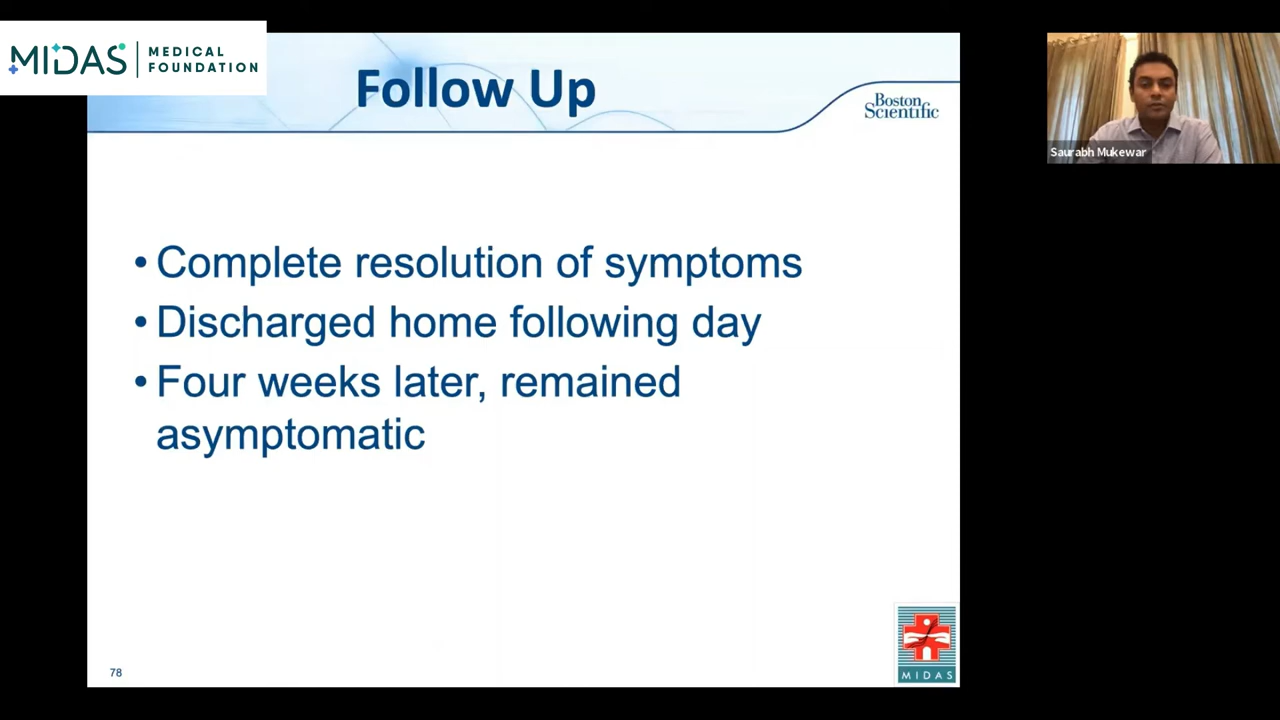 MIDAS MEDICAL
FOUNDATION
Follow Up
Boston
Scientific
Saurabh Mukewar
• Complete resolution of symptoms
• Discharged home following day
• Four weeks later, remained
asymptomatic
78
MIDAS